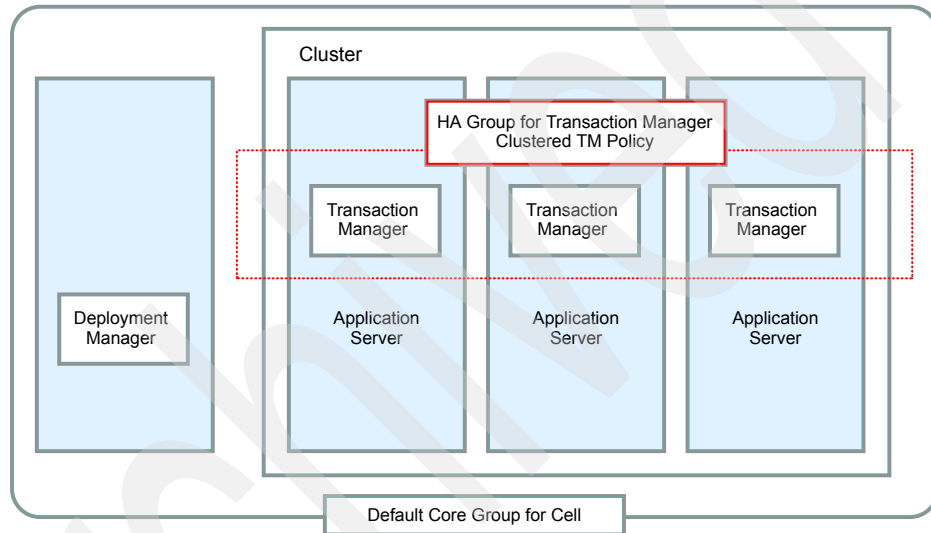 Cluster
HA Group for Transaction Manager
Clustered TM Policy
Transaction
Manager
Transaction
Manager
Transaction
Manager
Deployment
Manager
Application
Server
Application
Server
Application
Server
Default Core Group for Cell